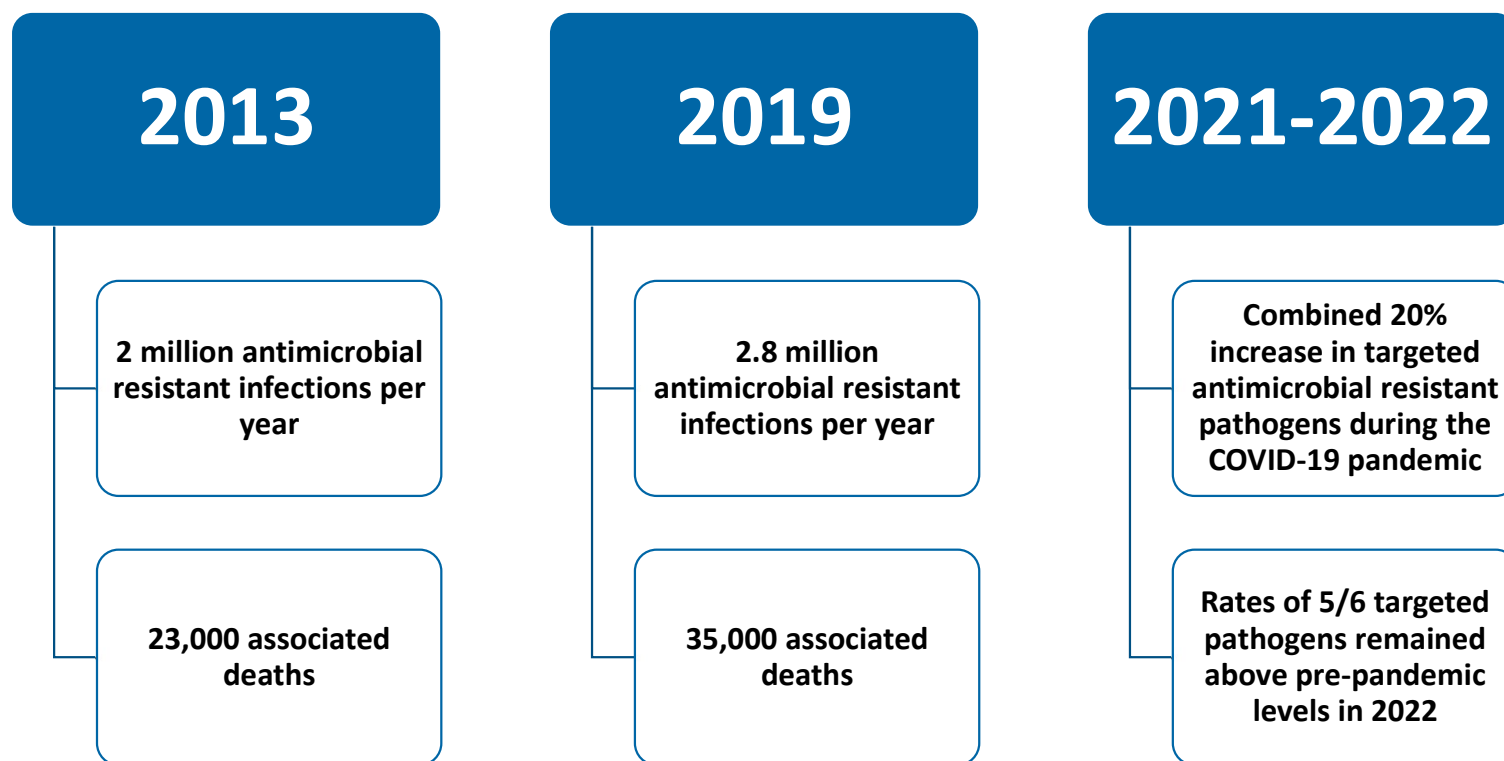 2013
2 million antimicrobial
resistant infections per
year
23,000 associated
deaths
2019
2.8 million
antimicrobial resistant
infections per year
35,000 associated
deaths
2021-2022
Combined 20%
increase in targeted
antimicrobial resistant
pathogens during the
COVID-19 pandemic
Rates of 5/6 targeted
pathogens remained
above pre-pandemic
levels in 2022